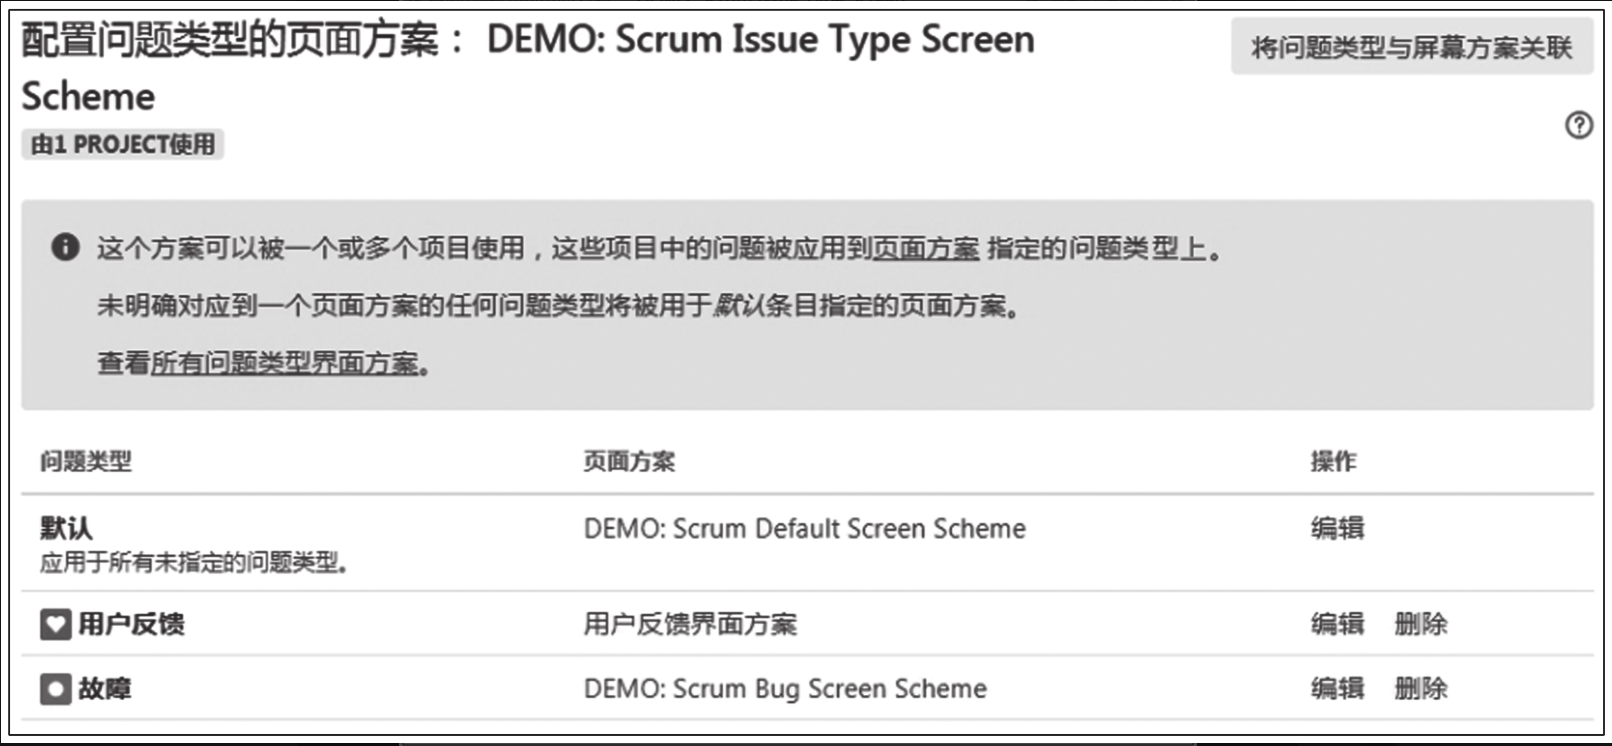 配置问题类型的页面方案： DEMO: Scrum Issue Type Screen
Scheme
将问题类型与屏幕方案关联
由1 PROJECT使用
这个方案可以被一个或多个项目使用，这些项目中的问题被应用到页面方案 指定的问题类型上。
未明确对应到一个页面方案的任何问题类型将被用于默认条目指定的页面方案。
查看所有问题类型界面方案。
问题类型 页面方案 操作
默认 DEMO: Scrum Default Screen Scheme 编辑
应用于所有未指定的问题类型。
用户反馈 用户反馈界面方案 编辑 删除
故障 DEMO: Scrum Bug Screen Scheme 编辑 删除